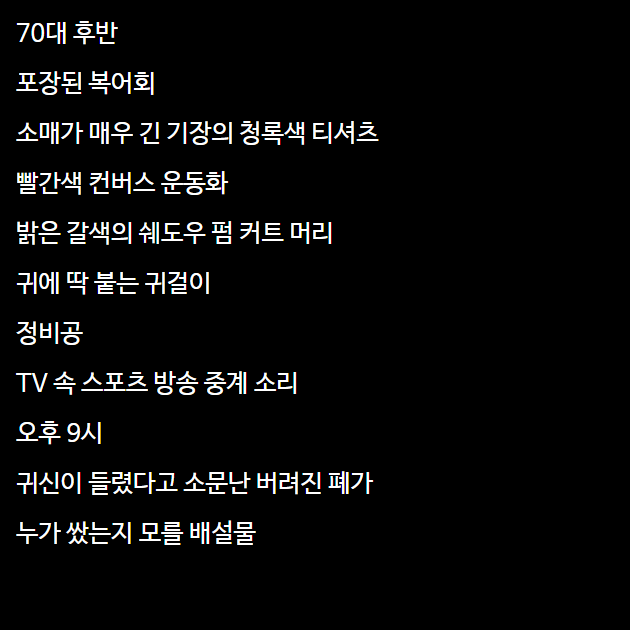 70대 후반
포장된 복어회
소매가 매우 긴 기장의 청록색 티셔츠
빨간색 컨버스 운동화
밝은 갈색의 쉐도우 펌 커트 머리
귀에 딱 붙는 귀걸이
정비공
TV 속 스포츠 방송 중계 소리
오후 9시
귀신이 들렸다고 소문난 버려진 폐가
누가 쌌는지 모를 배설물